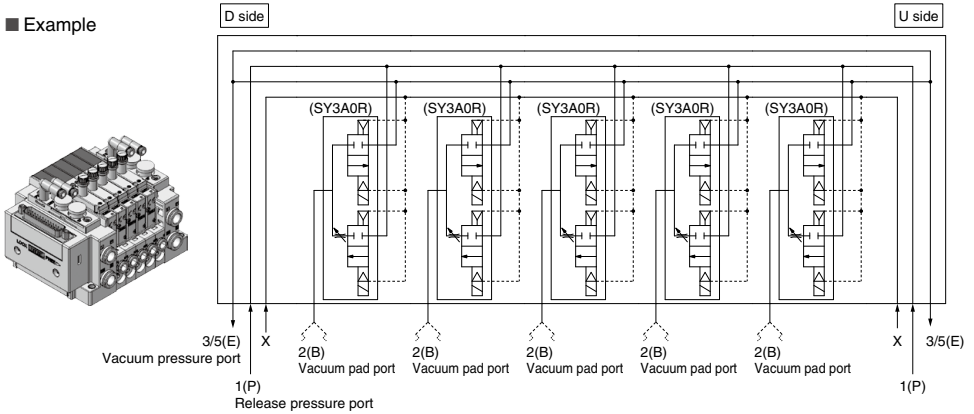 ■ Example
D side
U side
(SY3A0R)
(SY3A0R)
(SY3A0R)
(SY3A0R)
(SY3A0R)
3/5(E)
Vacuum pressure port
X
1(P)
Release pressure port
2(B)
Vacuum pad port
2(B)
Vacuum pad port
2(B)
Vacuum pad port
2(B)
Vacuum pad port
2(B)
Vacuum pad port
X
3/5(E)
1(P)